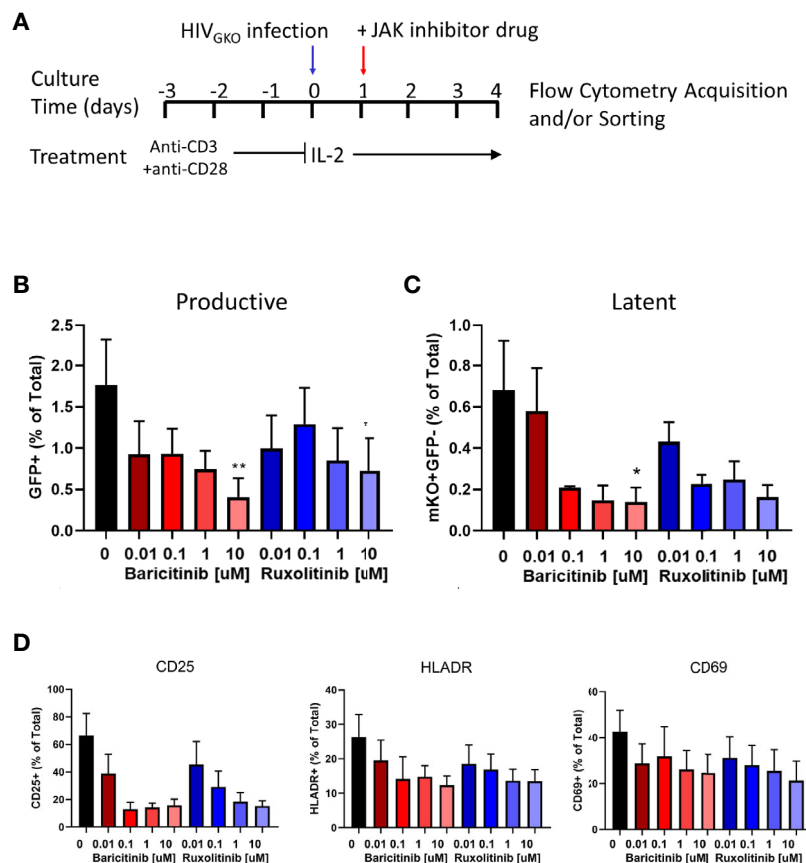 A
HIVGKO infection
+ JAK inhibitor drug
Culture
Time (days)
-3 -2 -1 0 1 2 3 4
Flow Cytometry Acquisition
and/or Sorting
Treatment
Anti-CD3
+anti-CD28
IL-2
B
Productive
GFP+ (% of Total)
2.5
2.0
1.5
1.0
0.5
0.0
**
0 0.01 0.1 1 10 0.01 0.1 1 10
Baricitinib [uM] Ruxolitinib [uM]
C
Latent
mKO+GFP- (% of Total)
1.0
0.8
0.6
0.4
0.2
0.0
*
0 0.01 0.1 1 10 0.01 0.1 1 10
Baricitinib [uM] Ruxolitinib [uM]
D
CD25
CD25+ (% of Total)
100
80
60
40
20
0
0 0.01 0.1 1 10 0.01 0.1 1 10
Baricitinib [uM] Ruxolitinib [uM]
HLADR
HLADR+ (% of Total)
40
30
20
10
0
0 0.01 0.1 1 10 0.01 0.1 1 10
Baricitinib [uM] Ruxolitinib [uM]
CD69
CD69+ (% of Total)
40
20
0
0 0.01 0.1 1 10 0.01 0.1 1 10
Baricitinib [uM] Ruxolitinib [uM]